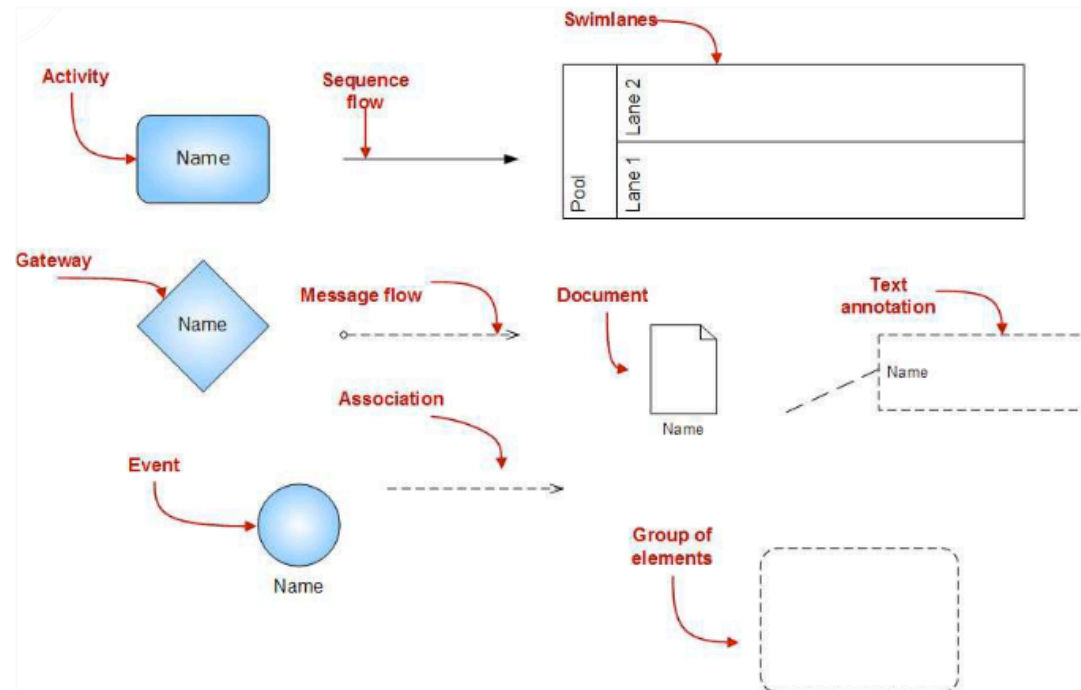 Swimlanes
Activity
Sequence
flow
Name
Pool
Lane 2
Lane 1
Gateway
Name
Message flow
Document
Name
Text
annotation
Name
Association
Event
Name
Group of
elements